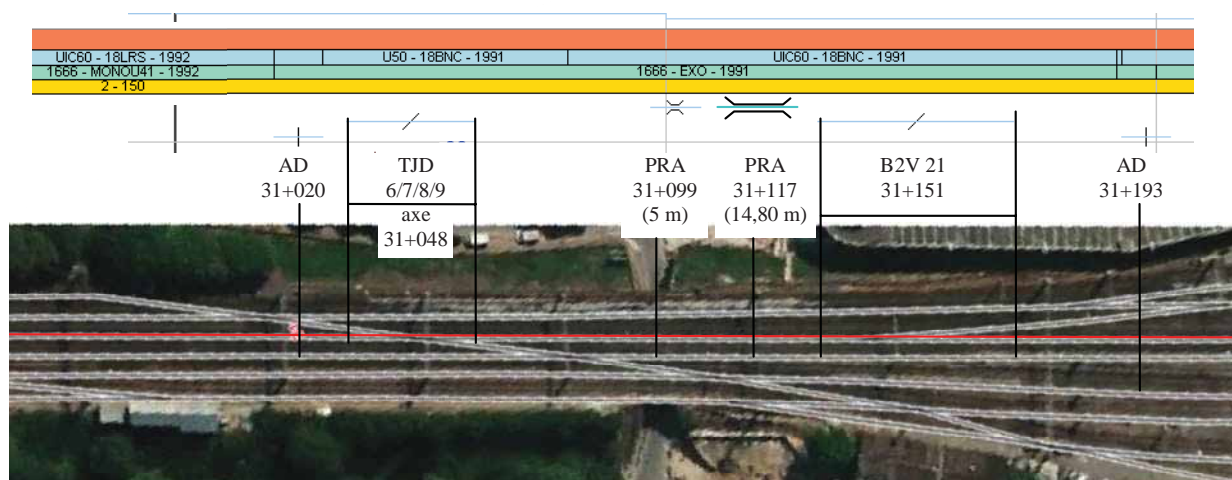 UIC60 - 18LRS - 1992
U50 - 18BNC - 1991
UIC60 - 18BNC - 1991
1666 - MONOU41 - 1992
1666 - EXO - 1991
2 - 150
AD
31+020
TJD
6/7/8/9
axe
31+048
PRA
31+099
(5 m)
PRA
31+117
(14,80 m)
B2V 21
31+151
AD
31+193